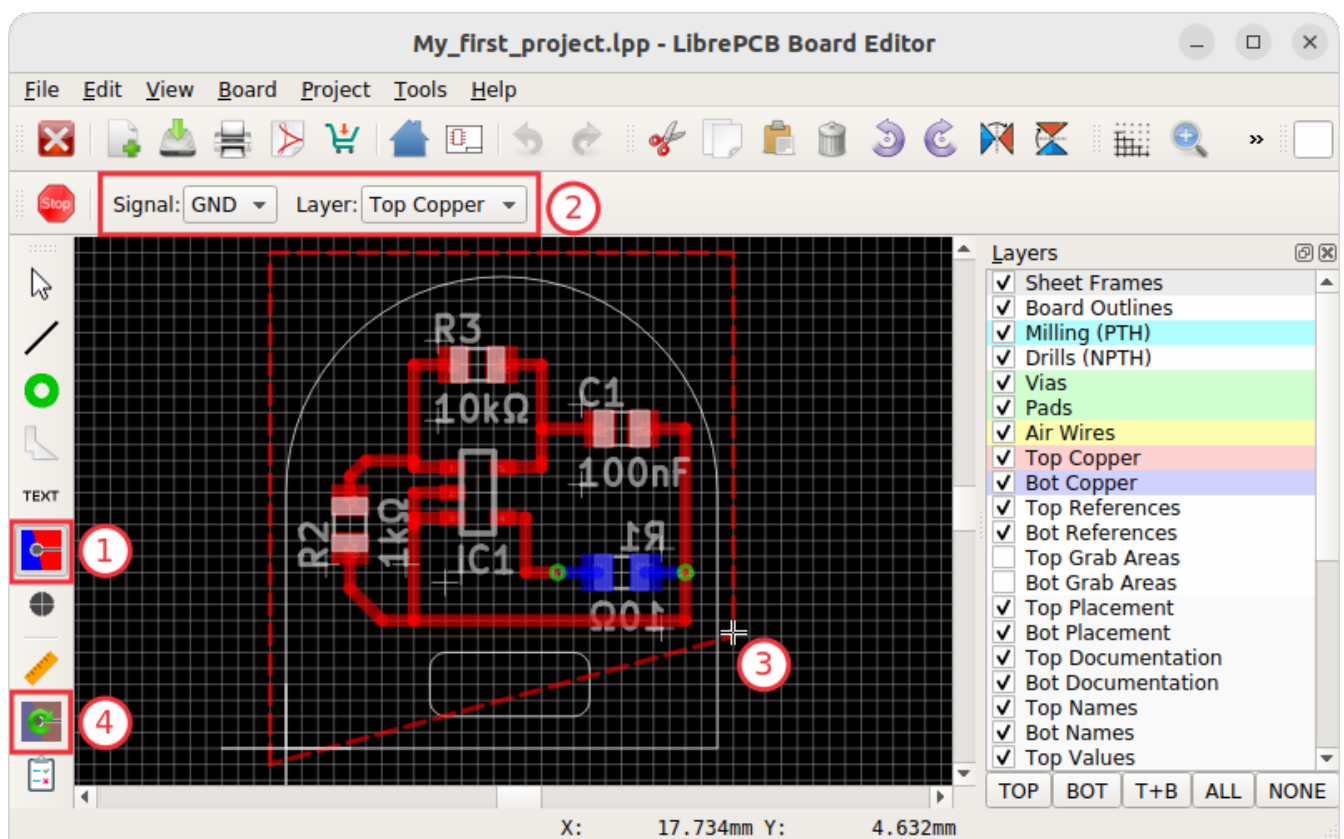 My_first_project.lpp - LibrePCB Board Editor
File Edit View Board Project Tools Help
»
Stop Signal: GND Layer: Top Copper 2
Layers
Sheet Frames
Board Outlines
Milling (PTH)
Drills (NPTH)
Vias
Pads
Air Wires
Top Copper
Bot Copper
Top References
Bot References
Top Grab Areas
Bot Grab Areas
Top Placement
Bot Placement
Top Documentation
Bot Documentation
Top Names
Bot Names
Top Values
TOP BOT T+B ALL NONE
TEXT
1
4
R3
10kΩ
C1
100nF
R2
1kΩ
IC1
R1
10Ω
3
X: 17.734mm Y: 4.632mm